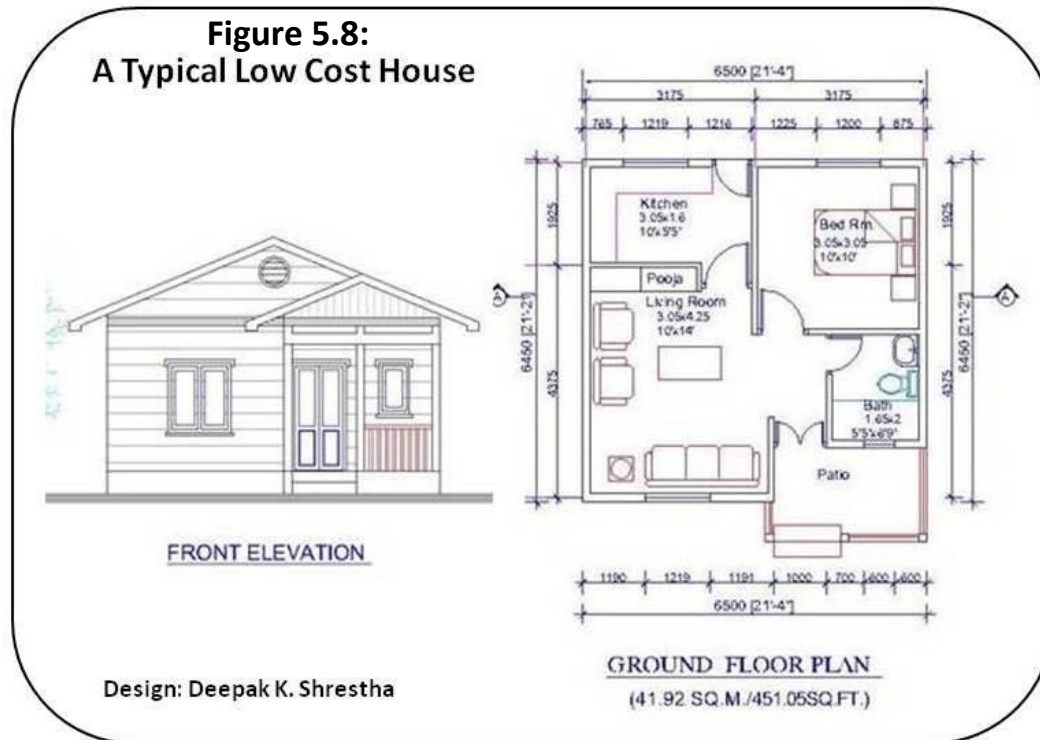 Figure 5.8:
A Typical Low Cost House
6500 [21'-4"]
3175 3175
765 1219 1216 1225 1200 875
1925
4375
6450 [21'-2"]
Kitchen
3.05x1.6
10'x5'5"
Bed Rm
3.05x3.05
10'x10'
Pooja
Living Room
3.05x4.25
10'x14'
Bath
1.65x2
5'5"x6'9"
Patio
A
A
1925
4375
6450 [21'-2"]
1190 1219 1191 1000 700 600 600
6500 [21'-4"]
FRONT ELEVATION
GROUND FLOOR PLAN
(41.92 SQ.M./451.05SQ.FT.)
Design: Deepak K. Shrestha